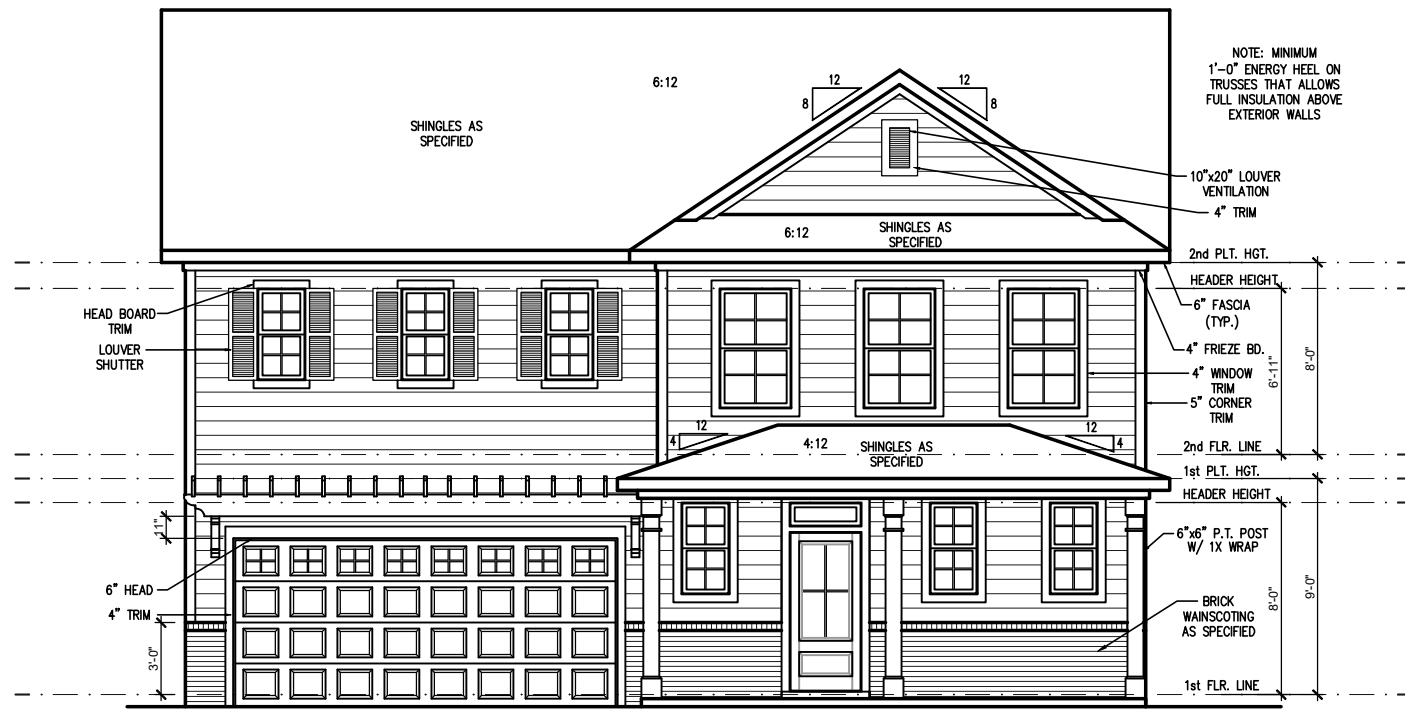 NOTE: MINIMUM
1'-0" ENERGY HEEL ON
TRUSSES THAT ALLOWS
FULL INSULATION ABOVE
EXTERIOR WALLS
6:12
12
12
8
8
SHINGLES AS
SPECIFIED
10"x20" LOUVER
VENTILATION
4" TRIM
6:12
SHINGLES AS
SPECIFIED
2nd PLT. HGT.
HEADER HEIGHT
6" FASCIA
(TYP.)
HEAD BOARD
TRIM
LOUVER
SHUTTER
4" FRIEZE BD.
6'-11"
8'-0"
4" WINDOW
TRIM
5" CORNER
TRIM
12
4
4:12
SHINGLES AS
SPECIFIED
12
4
2nd FLR. LINE
1st PLT. HGT.
HEADER HEIGHT
11"
6"x6" P.T. POST
W/ 1X WRAP
6" HEAD
4" TRIM
8'-0"
9'-0"
BRICK
WAINSCOTING
AS SPECIFIED
3'-0"
1st FLR. LINE